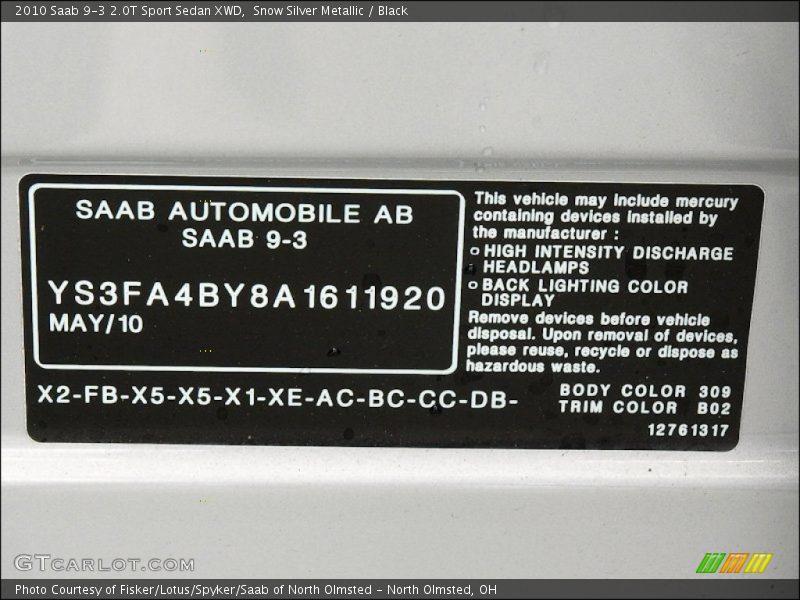 2010 Saab 9-3 2.0T Sport Sedan XWD,  Snow Silver Metallic / Black
SAAB AUTOMOBILE AB
SAAB 9-3
YS3FA4BY8A1611920
MAY/10
X2-FB-X5-X5-X1-XE-AC-BC-CC-DB-
This vehicle may include mercury
containing devices installed by
the manufacturer :
o HIGH INTENSITY DISCHARGE
HEADLAMPS
o BACK LIGHTING COLOR
DISPLAY
Remove devices before vehicle
disposal. Upon removal of devices,
please reuse, recycle or dispose as
hazardous waste.
BODY COLOR 309
TRIM COLOR B02
12761317
GTCARLOT.COM
Photo Courtesy of Fisker/Lotus/Spyker/Saab of North Olmsted - North Olmsted, OH